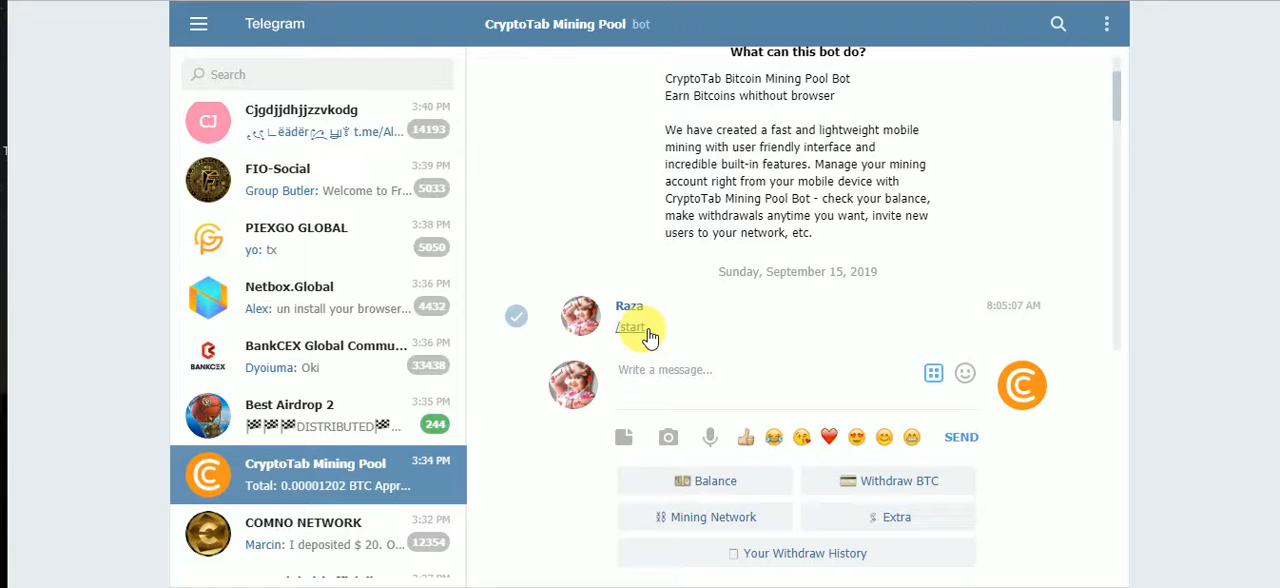 Telegram
CryptoTab Mining Pool bot
Search
Cjgdjjdhjjzzvkodg 3:40 PM
t.me/Al... 14193
CJ
FIO-Social 3:39 PM
Group Butler: Welcome to Fr... 5033
PIEXGO GLOBAL 3:38 PM
yo: tx 5050
Netbox.Global 3:36 PM
Alex: un install your browser... 4432
BankCEX Global Commu... 3:36 PM
Dyoiuma: Oki 33438
BANKCEX
Best Airdrop 2 3:35 PM
DISTRIBUTED ... 244
CryptoTab Mining Pool 3:34 PM
Total: 0.00001202 BTC Appr...
COMNO NETWORK 3:32 PM
Marcin: I deposited $ 20. O... 12354
What can this bot do?
CryptoTab Bitcoin Mining Pool Bot
Earn Bitcoins whithout browser
We have created a fast and lightweight mobile
mining with user friendly interface and
incredible built-in features. Manage your mining
account right from your mobile device with
CryptoTab Mining Pool Bot - check your balance,
make withdrawals anytime you want, invite new
users to your network, etc.
Sunday, September 15, 2019
Raza 8:05:07 AM
/start
Write a message...
SEND
Balance
Withdraw BTC
Mining Network
Extra
Your Withdraw History